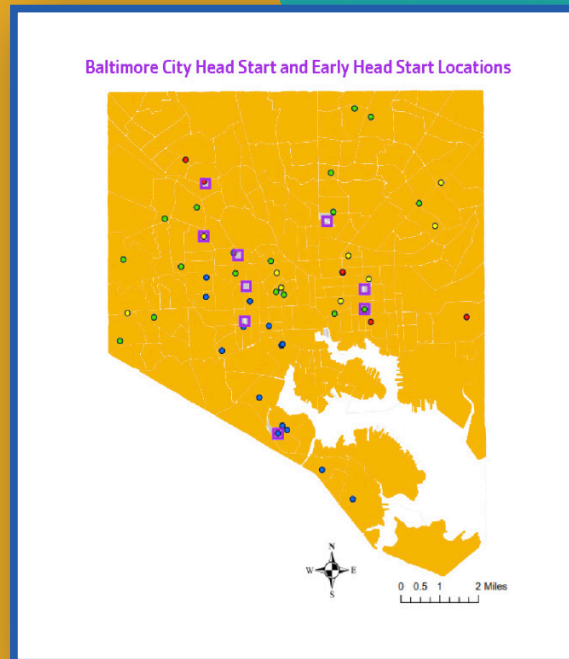 Baltimore City Head Start and Early Head Start Locations
N
W E
S
0 0.5 1 2 Miles